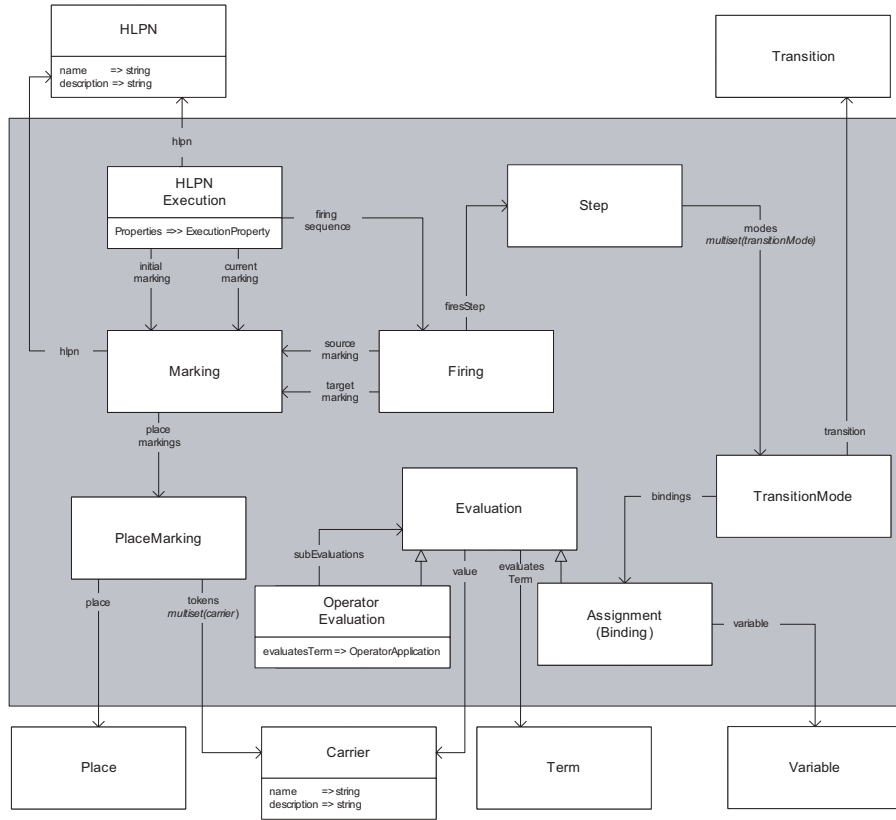 HLPN
name => string
description => string
Transition
hlpn
HLPN
Execution
Properties =>> ExecutionProperty
firing
sequence
Step
modes
multiset(transitionMode)
initial
marking
current
marking
firesStep
hlpn
Marking
source
marking
target
marking
Firing
place
markings
transition
PlaceMarking
Evaluation
bindings
TransitionMode
subEvaluations
value
evaluates
Term
place
tokens
multiset(carrier)
Operator
Evaluation
evaluatesTerm => OperatorApplication
Assignment
(Binding)
variable
Place
Carrier
name => string
description => string
Term
Variable